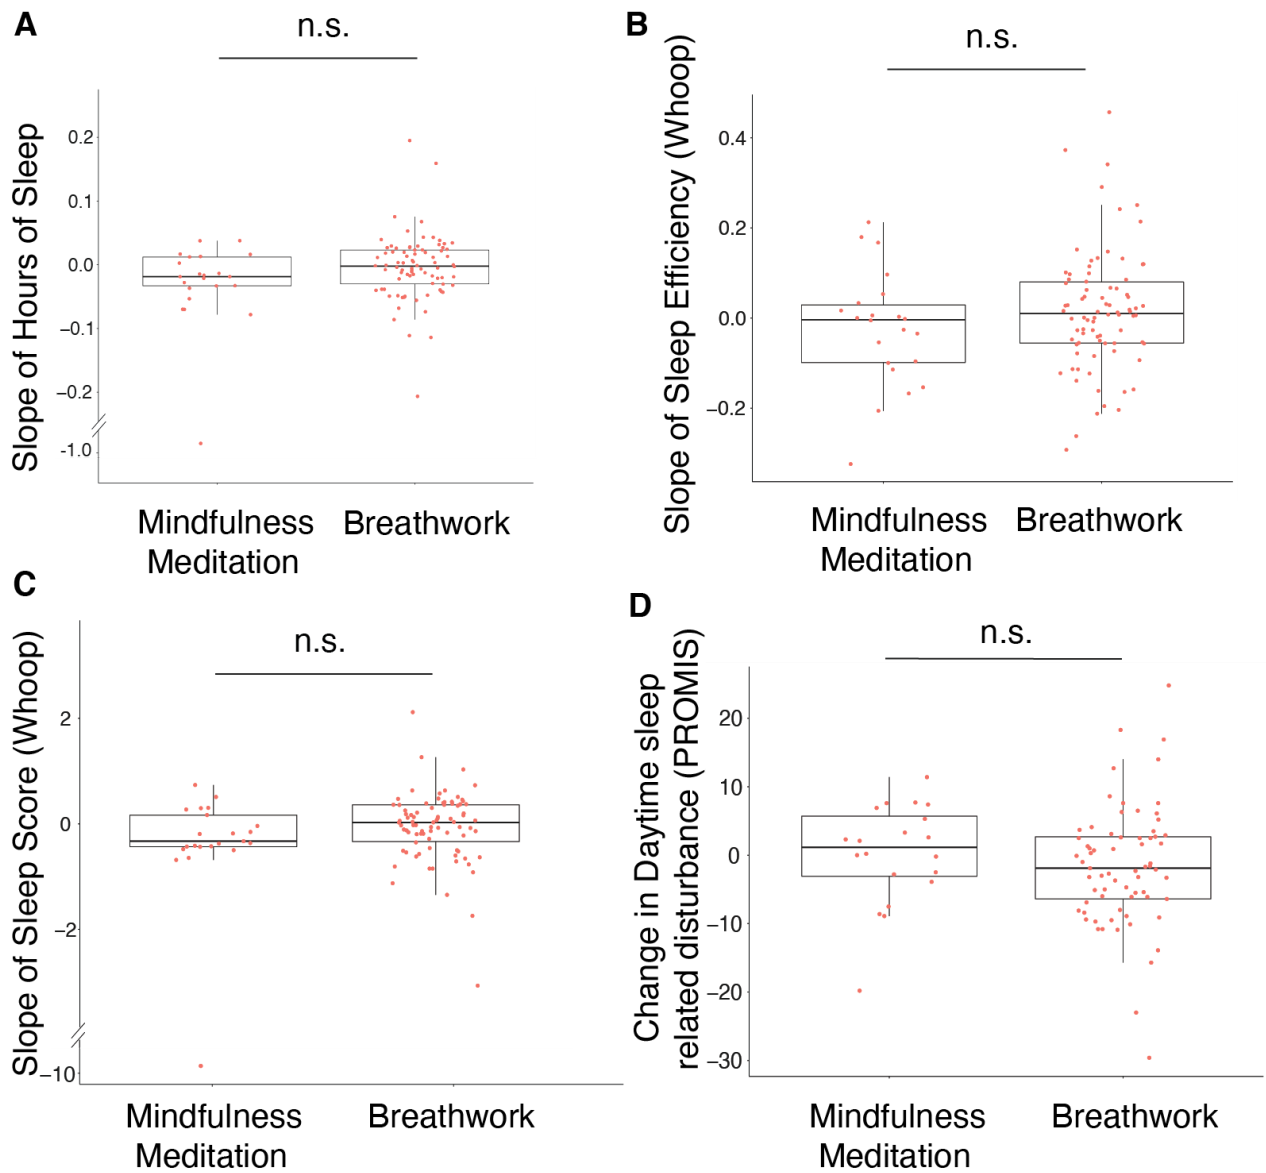 A
n.s.
Slope of Hours of Sleep
0.2
0.1
0.0
−0.1
−0.2
-1.0
Mindfulness
Meditation
Breathwork
B
n.s.
Slope of Sleep Efficiency (Whoop)
0.4
0.2
0.0
−0.2
Mindfulness
Meditation
Breathwork
C
n.s.
Slope of Sleep Score (Whoop)
2
0
−2
−10
Mindfulness
Meditation
Breathwork
D
n.s.
Change in Daytime sleep
related disturbance (PROMIS)
20
10
0
−10
−20
−30
Mindfulness
Meditation
Breathwork